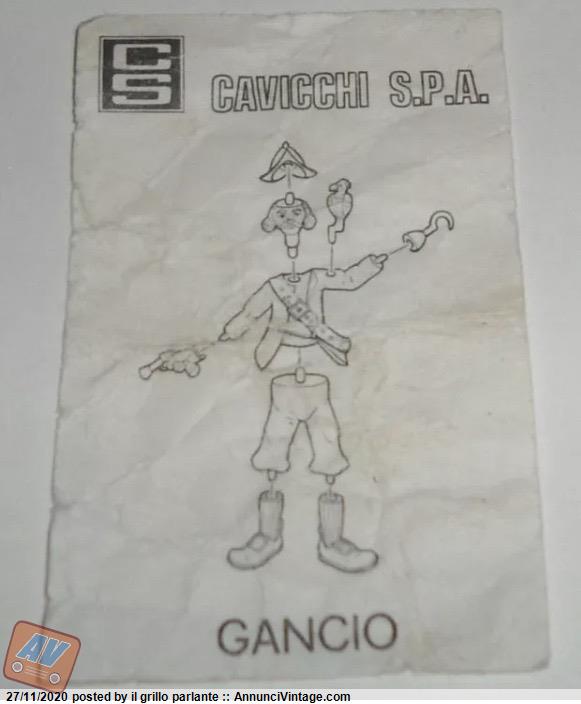 CS
CAVICCHI S.P.A.
GANCIO
AV
27/11/2020 posted by il grillo parlante :: AnnunciVintage.com